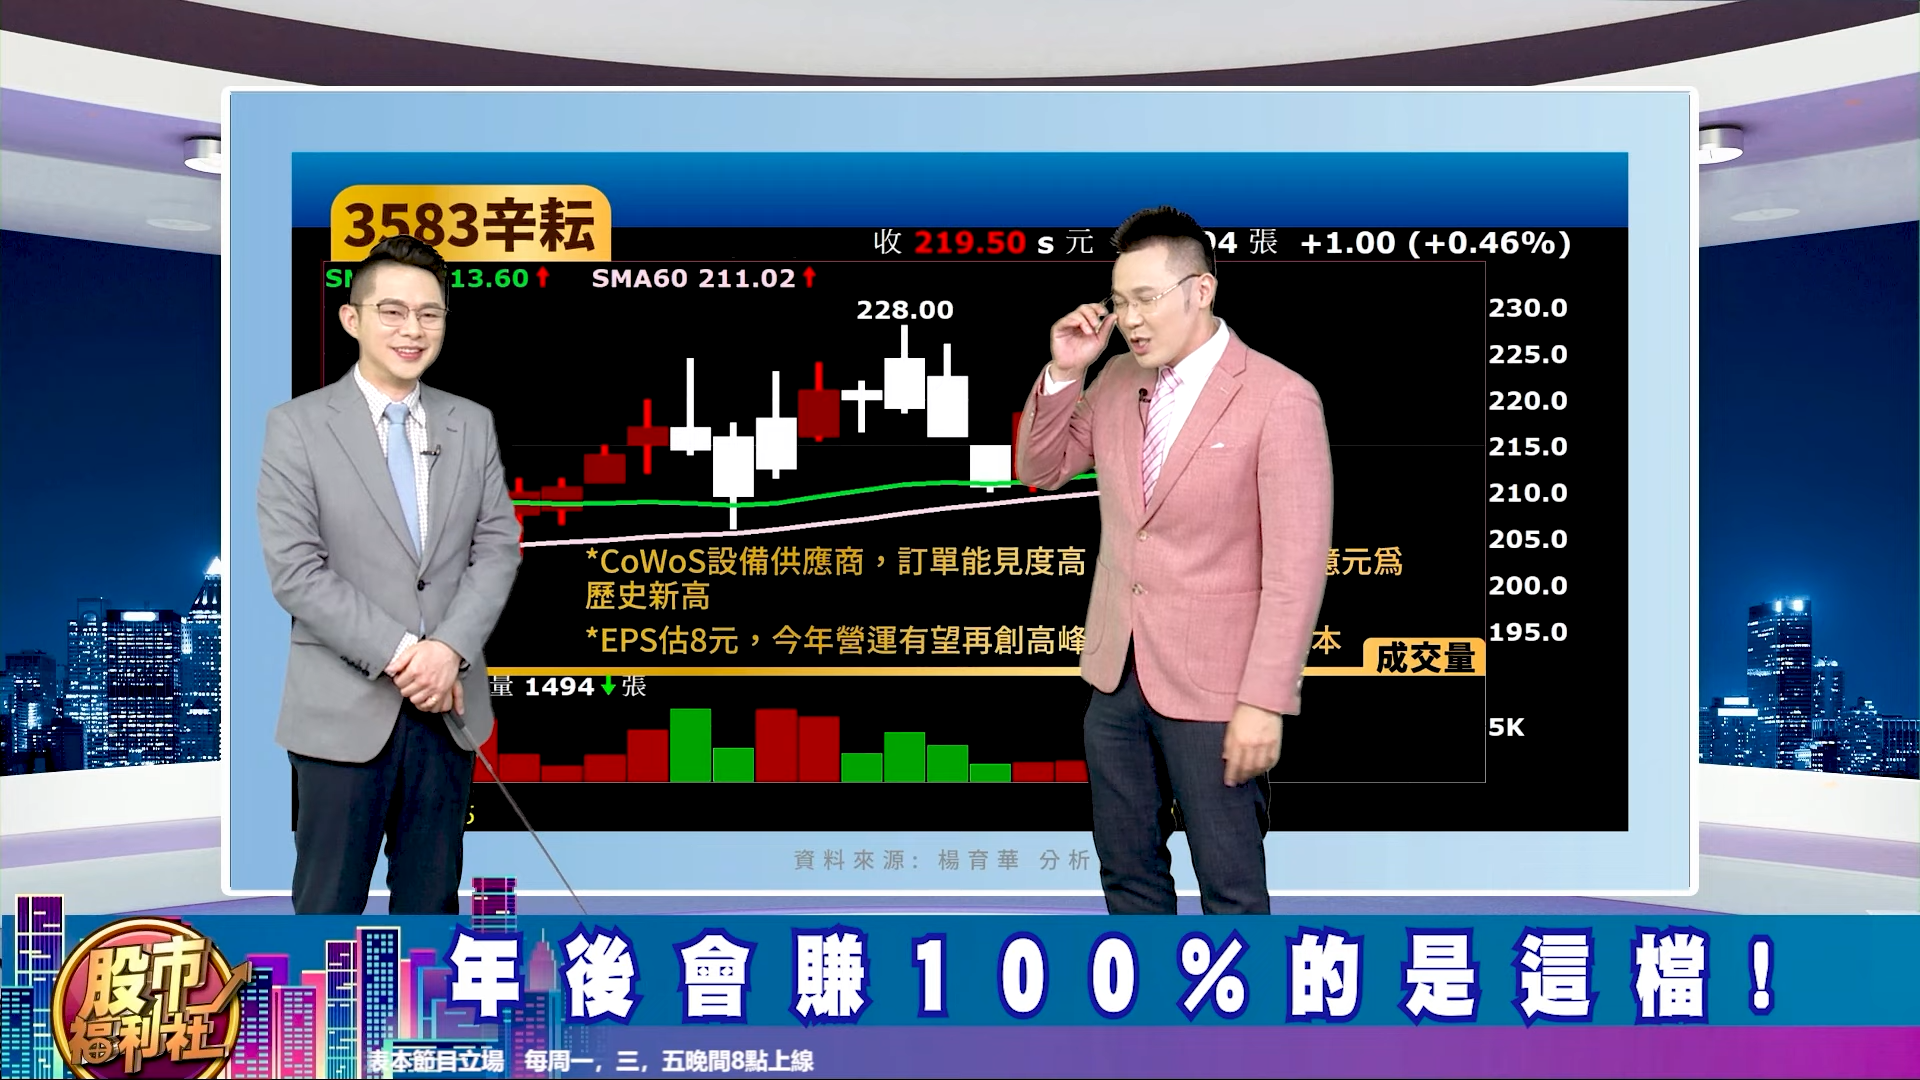 3583辛耘
收 219.50 s 元 04 張 +1.00 (+0.46%)
SM 13.60↑ SMA60 211.02↑
228.00
230.0
225.0
220.0
215.0
210.0
205.0
200.0
195.0
*CoWoS設備供應商，訂單能見度高 億元爲
歷史新高
*EPS估8元，今年營運有望再創高峰 本
成交量
量 1494↓張
5K
資料來源: 楊育華 分析
年後會賺100%的是這檔!
股市
福利社
表本節目立場 每周一, 三, 五晚間8點上線